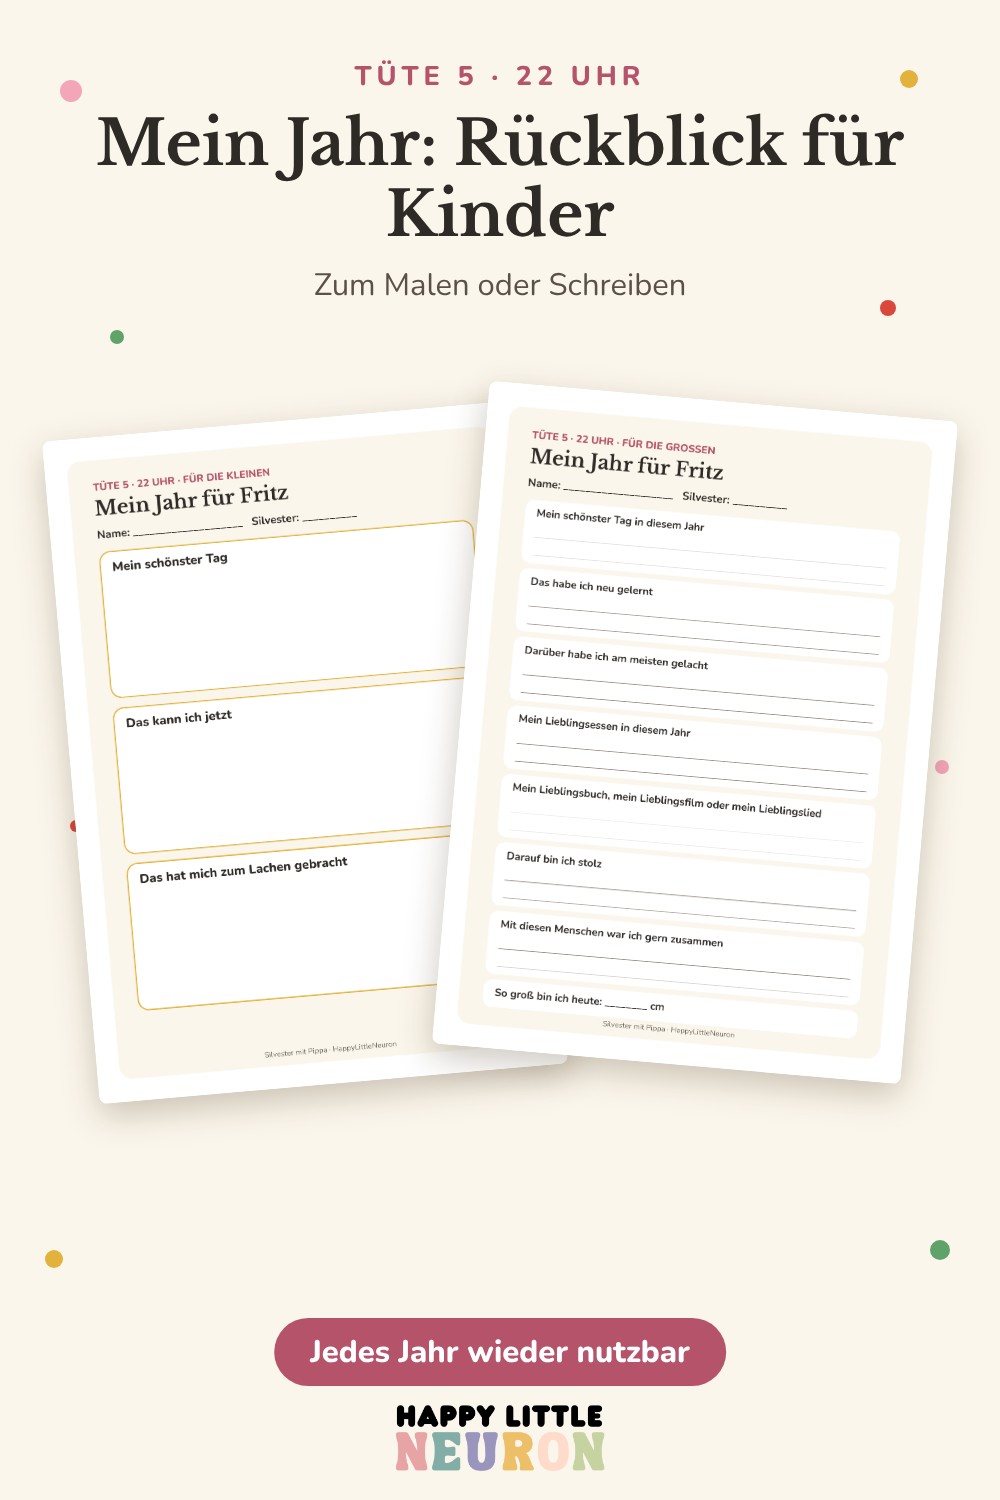 TÜTE 5 · 22 UHR
Mein Jahr: Rückblick für
Kinder
Zum Malen oder Schreiben
TÜTE 5 · 22 UHR · FÜR DIE KLEINEN
Mein Jahr für Fritz
Name: ____________________ Silvester: __________
Mein schönster Tag
Das kann ich jetzt
Das hat mich zum Lachen gebracht
Silvester mit Pippa · HappyLittleNeuron
TÜTE 5 · 22 UHR · FÜR DIE GROSSEN
Mein Jahr für Fritz
Name: ____________________ Silvester: __________
Mein schönster Tag in diesem Jahr
Das habe ich neu gelernt
Darüber habe ich am meisten gelacht
Mein Lieblingsessen in diesem Jahr
Mein Lieblingsbuch, mein Lieblingsfilm oder mein Lieblingslied
Darauf bin ich stolz
Mit diesen Menschen war ich gern zusammen
So groß bin ich heute: ________ cm
Silvester mit Pippa · HappyLittleNeuron
Jedes Jahr wieder nutzbar
HAPPY LITTLE
NEURON